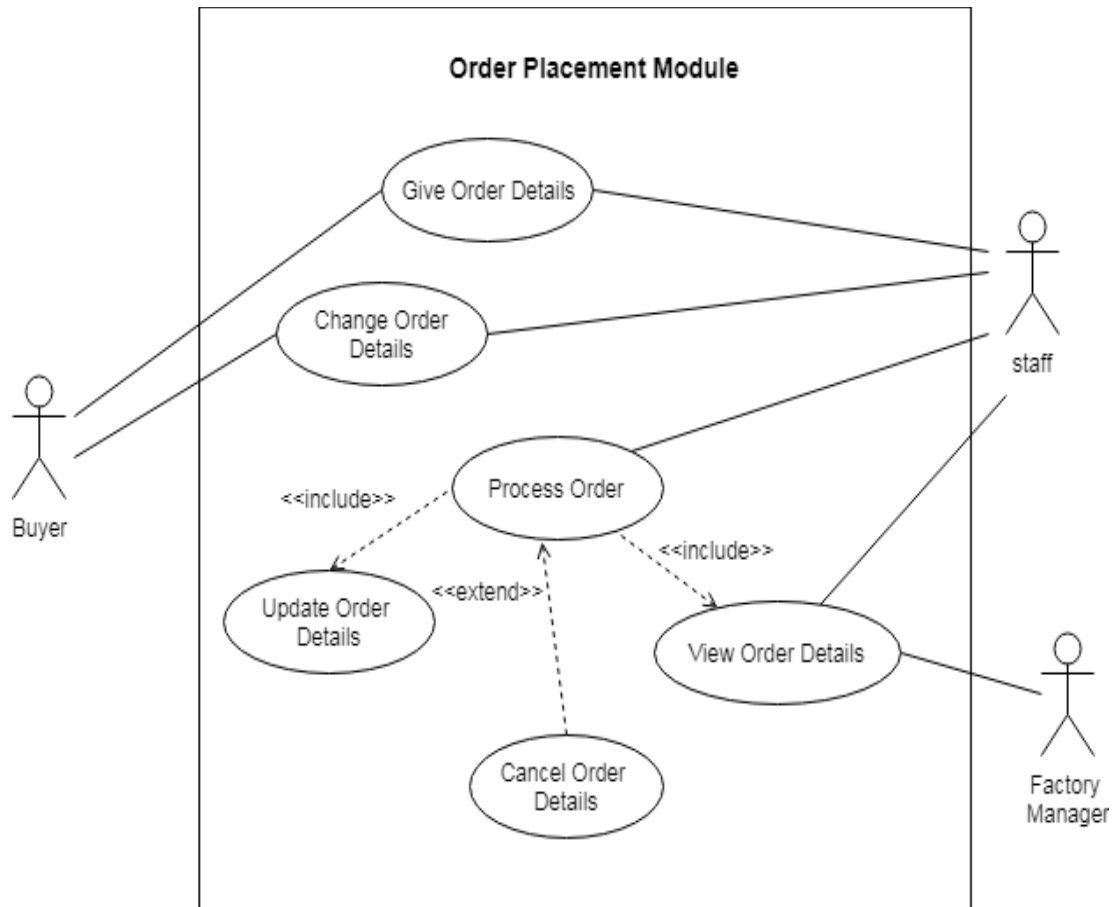 Order Placement Module
Give Order Details
Change Order
Details
staff
Buyer
<<include>>
Process Order
<<include>>
<<extend>>
Update Order
Details
View Order Details
Cancel Order
Details
Factory
Manager